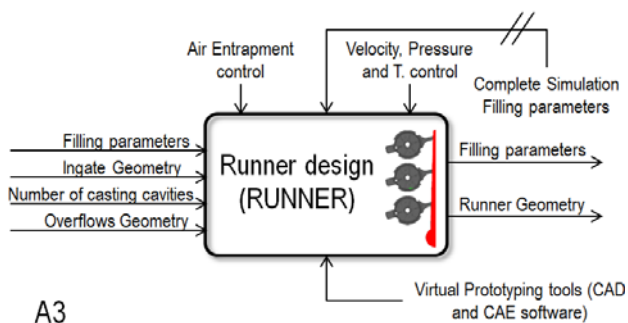 Air Entrapment
control
Velocity, Pressure
and T. control
Complete Simulation
Filling parameters
Filling parameters
Ingate Geometry
Number of casting cavities
Overflows Geometry
Runner design
(RUNNER)
Filling parameters
Runner Geometry
Virtual Prototyping tools (CAD
and CAE software)
A3